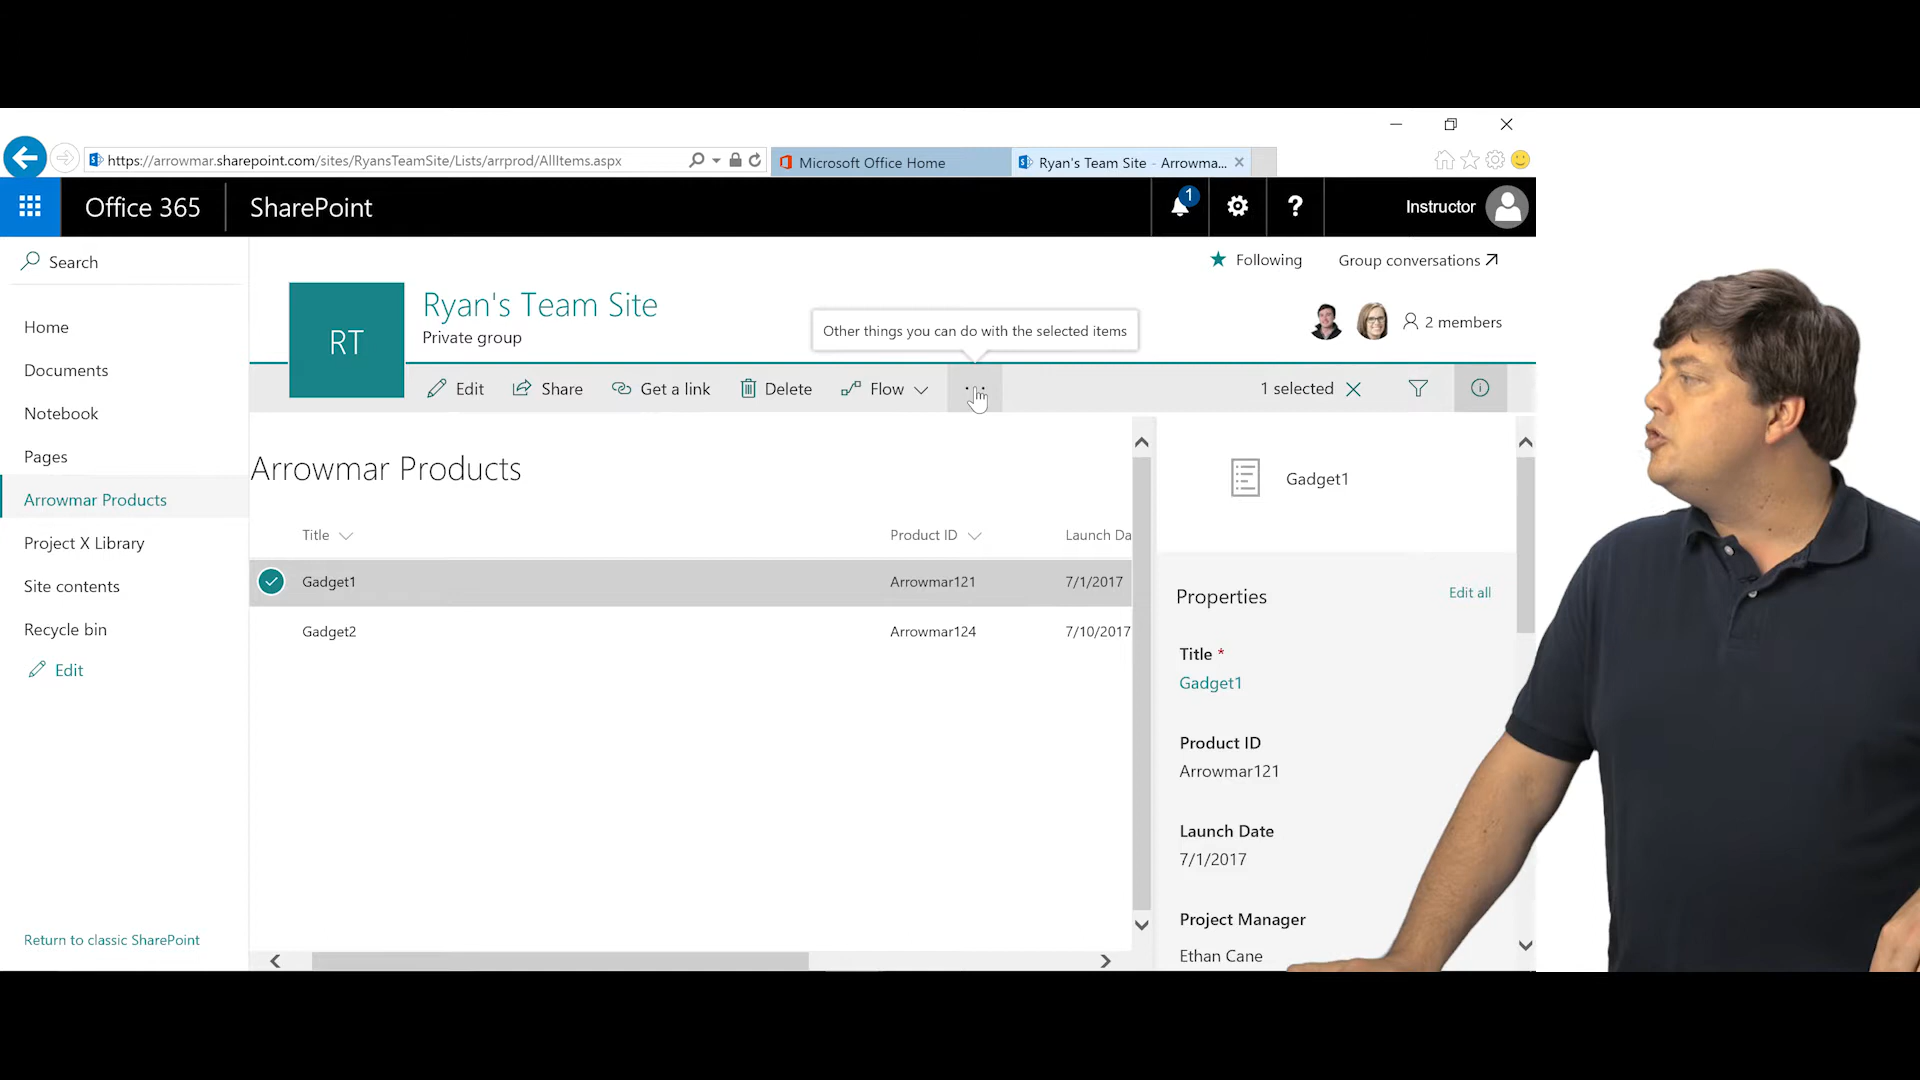 https://arrowmar.sharepoint.com/sites/RyansTeamSite/Lists/arrprod/AllItems.aspx
Microsoft Office Home
Ryan's Team Site - Arrowma...
Office 365
SharePoint
1
?
Instructor
Search
Following
Group conversations
Home
Documents
Notebook
Pages
Arrowmar Products
Project X Library
Site contents
Recycle bin
Edit
Return to classic SharePoint
RT
Ryan's Team Site
Private group
Other things you can do with the selected items
2 members
Edit
Share
Get a link
Delete
Flow
1 selected
Arrowmar Products
Title
Product ID
Launch Da
Gadget1
Arrowmar121
7/1/2017
Gadget2
Arrowmar124
7/10/2017
Gadget1
Properties
Edit all
Title *
Gadget1
Product ID
Arrowmar121
Launch Date
7/1/2017
Project Manager
Ethan Cane